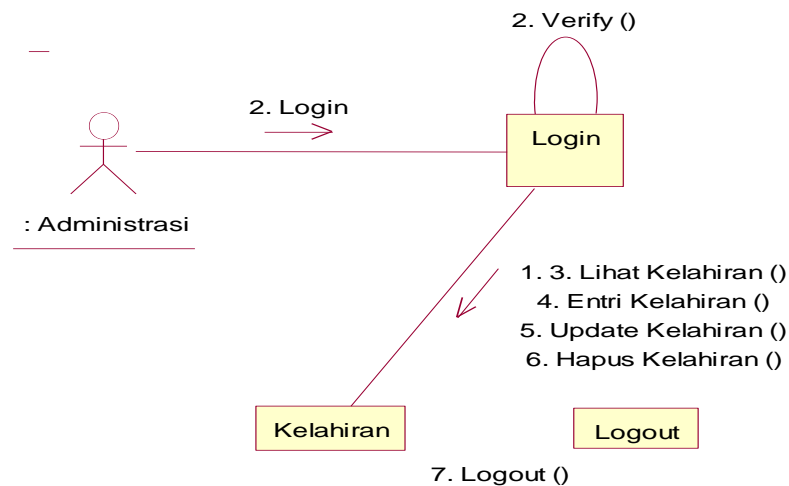 2. Verify ()
2. Login
Login
: Administrasi
1. 3. Lihat Kelahiran ()
4. Entri Kelahiran ()
5. Update Kelahiran ()
6. Hapus Kelahiran ()
Kelahiran
Logout
7. Logout ()